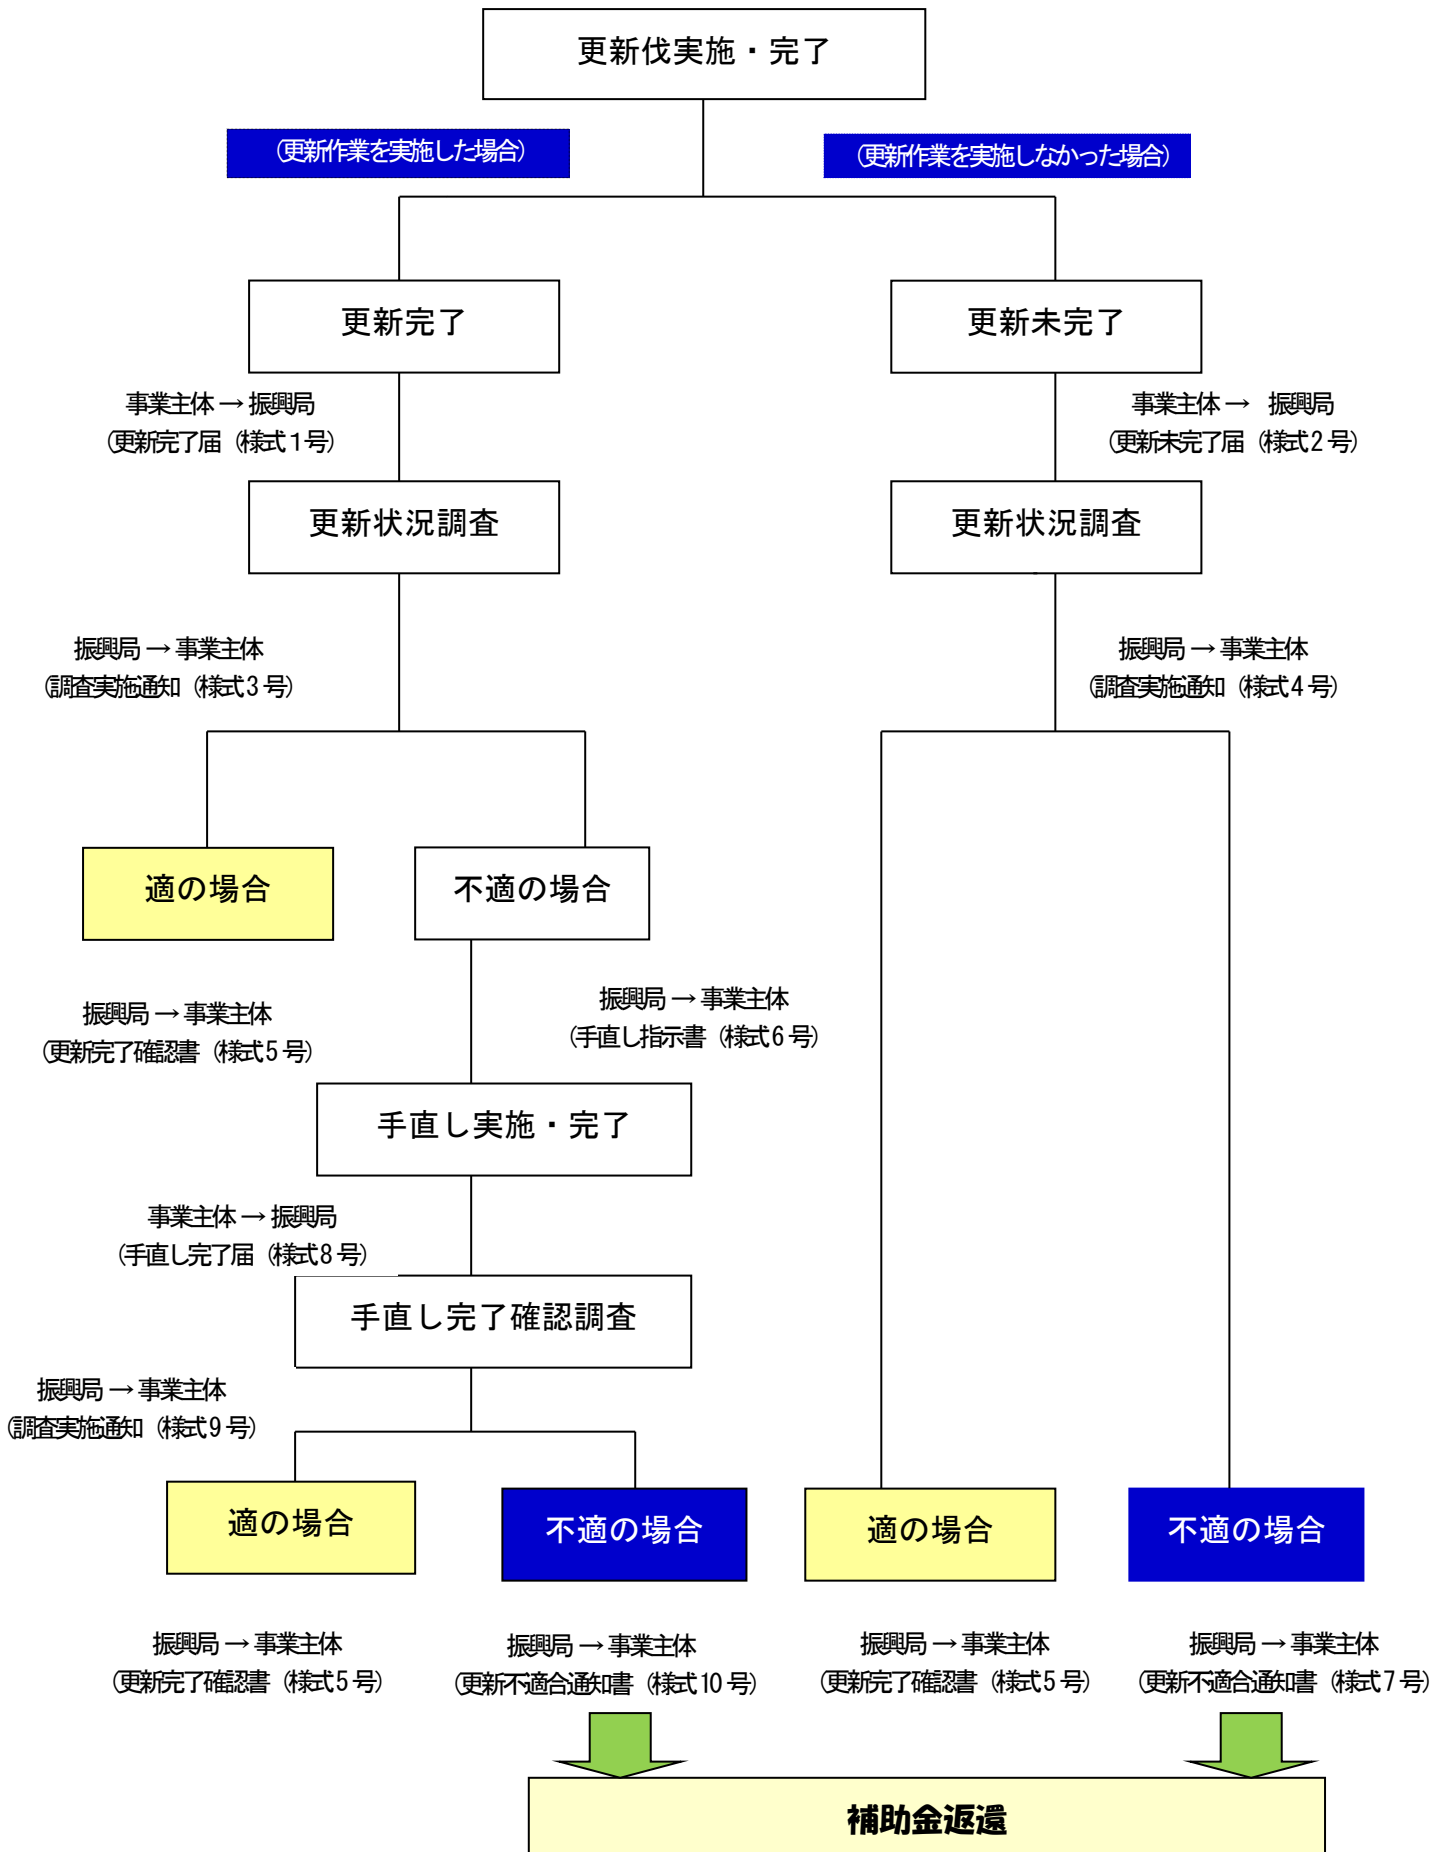 更新伐実施・完了
（更新作業を実施した場合）
（更新作業を実施しなかった場合）
更新完了
更新未完了
事業主体 → 振興局
（更新完了届（様式１号）
事業主体 → 振興局
（更新未完了届（様式２号）
更新状況調査
更新状況調査
振興局 → 事業主体
（調査実施通知（様式３号）
振興局 → 事業主体
（調査実施通知（様式４号）
適の場合
不適の場合
振興局 → 事業主体
（更新完了確認書（様式５号）
振興局 → 事業主体
（手直し指示書（様式６号）
手直し実施・完了
事業主体 → 振興局
（手直し完了届（様式８号）
手直し完了確認調査
振興局 → 事業主体
（調査実施通知（様式９号）
適の場合
不適の場合
適の場合
不適の場合
振興局 → 事業主体
（更新完了確認書（様式５号）
振興局 → 事業主体
（更新不適合通知書（様式10号）
振興局 → 事業主体
（更新完了確認書（様式５号）
振興局 → 事業主体
（更新不適合通知書（様式７号）
補助金返還